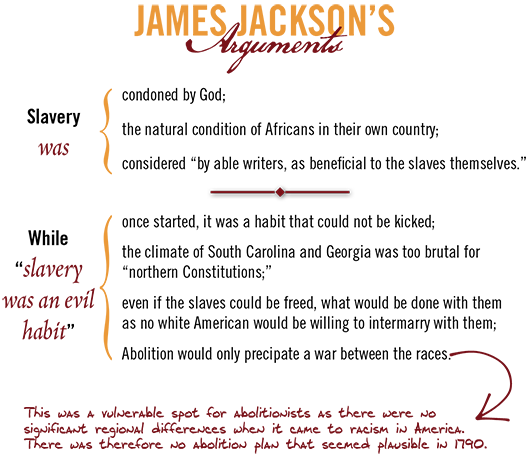 JAMES JACKSON'S
Arguments
Slavery
was
condoned by God;
the natural condition of Africans in their own country;
considered “by able writers, as beneficial to the slaves themselves.”
While
“slavery
was an evil
habit”
once started, it was a habit that could not be kicked;
the climate of South Carolina and Georgia was too brutal for
“northern Constitutions;”
even if the slaves could be freed, what would be done with them
as no white American would be willing to intermarry with them;
Abolition would only precipate a war between the races.
This was a vulnerable spot for abolitionists as there were no
significant regional differences when it came to racism in America.
There was therefore no abolition plan that seemed plausible in 1790.